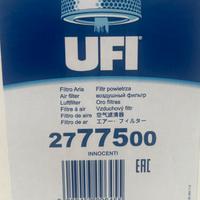 UFI
Filtro Aria Filtr powietrza
Air filter воздушный фильтр
Luftfilter Oro filtras
Filtre à air Vzduchový filtr
Filtro de aire 空气滤清器
Filtro de ar エアー・フィルター
2777500
INNOCENTI
EAC